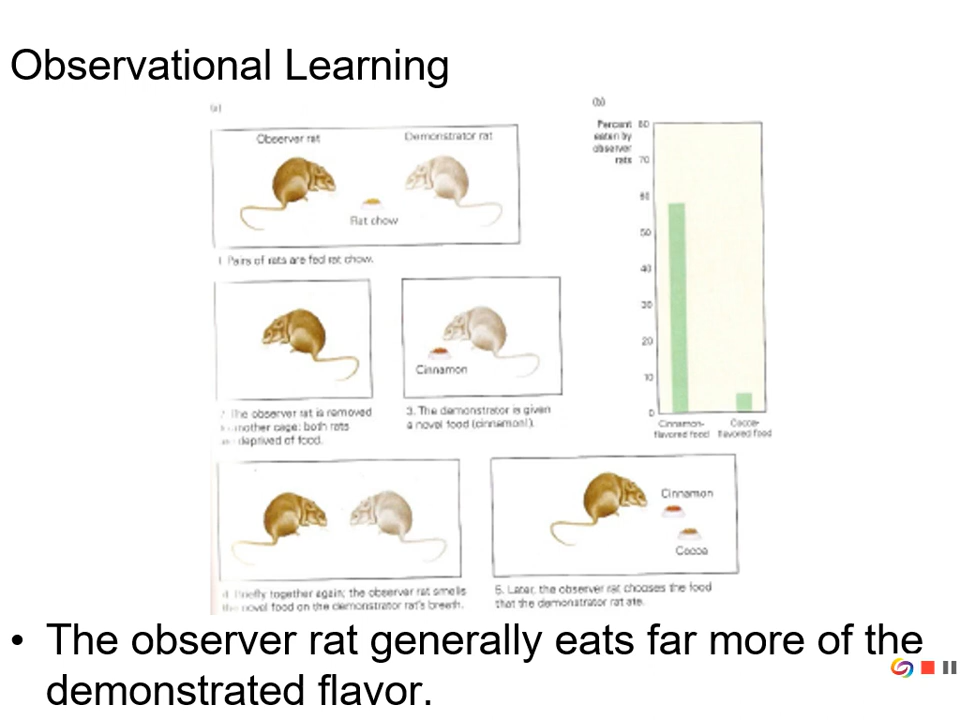 Observational Learning
(a)
Observer rat
Demonstrator rat
Rat chow
1. Pairs of rats are fed rat chow.
Cinnamon
2. The observer rat is removed
another cage; both rats
deprived of food.
3. The demonstrator is given
a novel food (cinnamon).
4. Briefly together again; the observer rat smells
the novel food on the demonstrator rat's breath.
Cinnamon
Cocoa
5. Later, the observer rat chooses the food
that the demonstrator rat ate.
(b)
Percent
eaten by
observer
rats
80
70
60
50
40
30
20
10
0
Cinnamon-
flavored food
Cocoa-
flavored food
• The observer rat generally eats far more of the
demonstrated flavor.